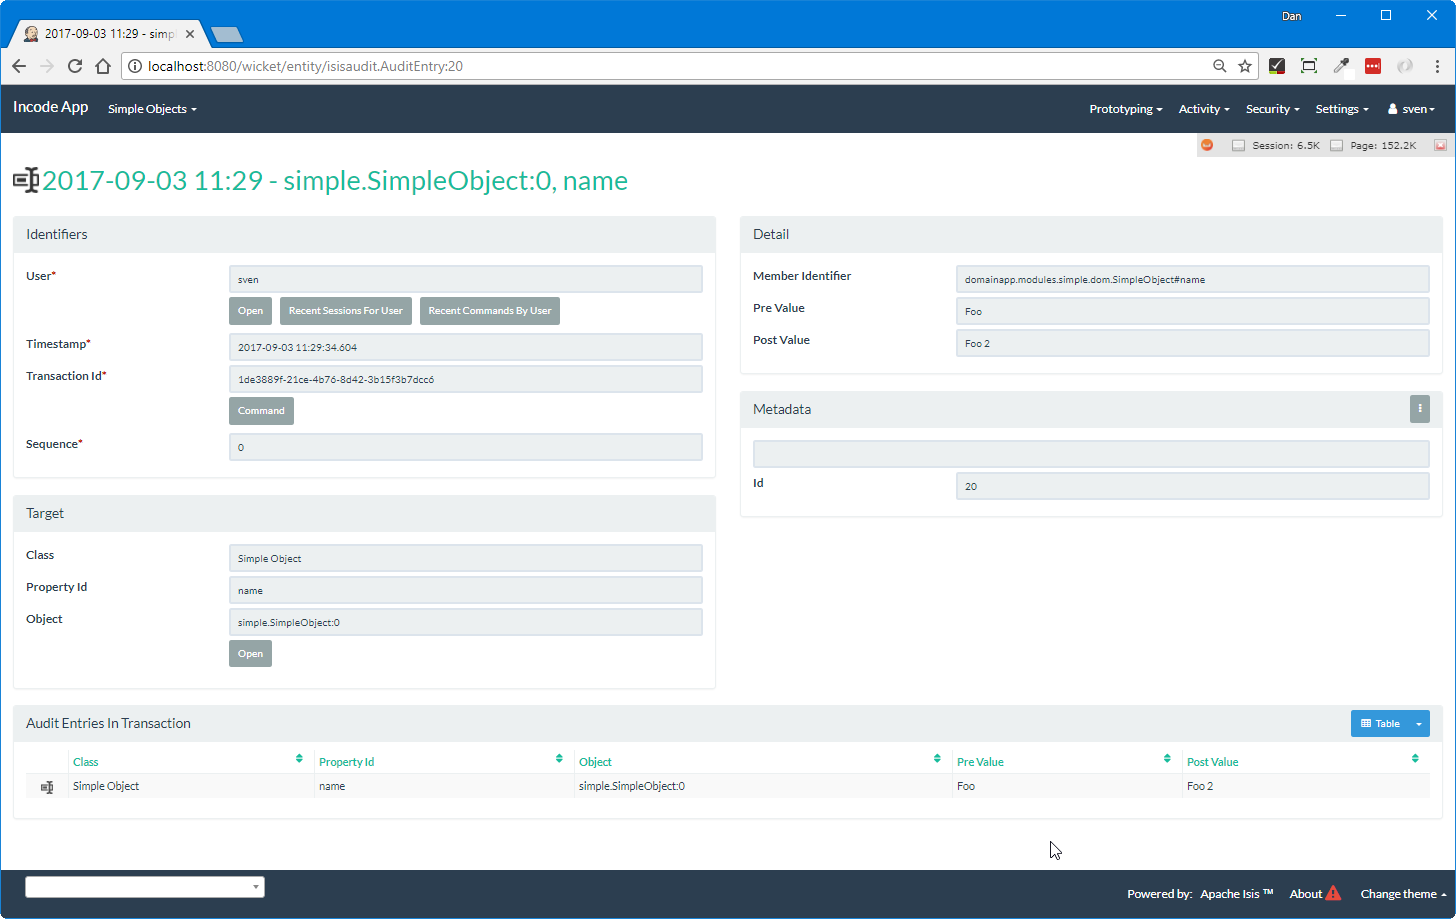 Dan
2017-09-03 11:29 - simp
localhost:8080/wicket/entity/isisaudit.AuditEntry:20
Incode App
Simple Objects
Prototyping
Activity
Security
Settings
sven
Session: 6.5K
Page: 152.2K
2017-09-03 11:29 - simple.SimpleObject:0, name
Identifiers
User*
sven
Open
Recent Sessions For User
Recent Commands By User
Timestamp*
2017-09-03 11:29:34.604
Transaction Id*
1de3889f-21ce-4b76-8d42-3b15f3b7dcc6
Command
Sequence*
0
Target
Class
Simple Object
Property Id
name
Object
simple.SimpleObject:0
Open
Detail
Member Identifier
domainapp.modules.simple.dom.SimpleObject#name
Pre Value
Foo
Post Value
Foo 2
Metadata
Id
20
Audit Entries In Transaction
Table
Class
Property Id
Object
Pre Value
Post Value
Simple Object
name
simple.SimpleObject:0
Foo
Foo 2
Powered by:
Apache Isis ™
About
Change theme